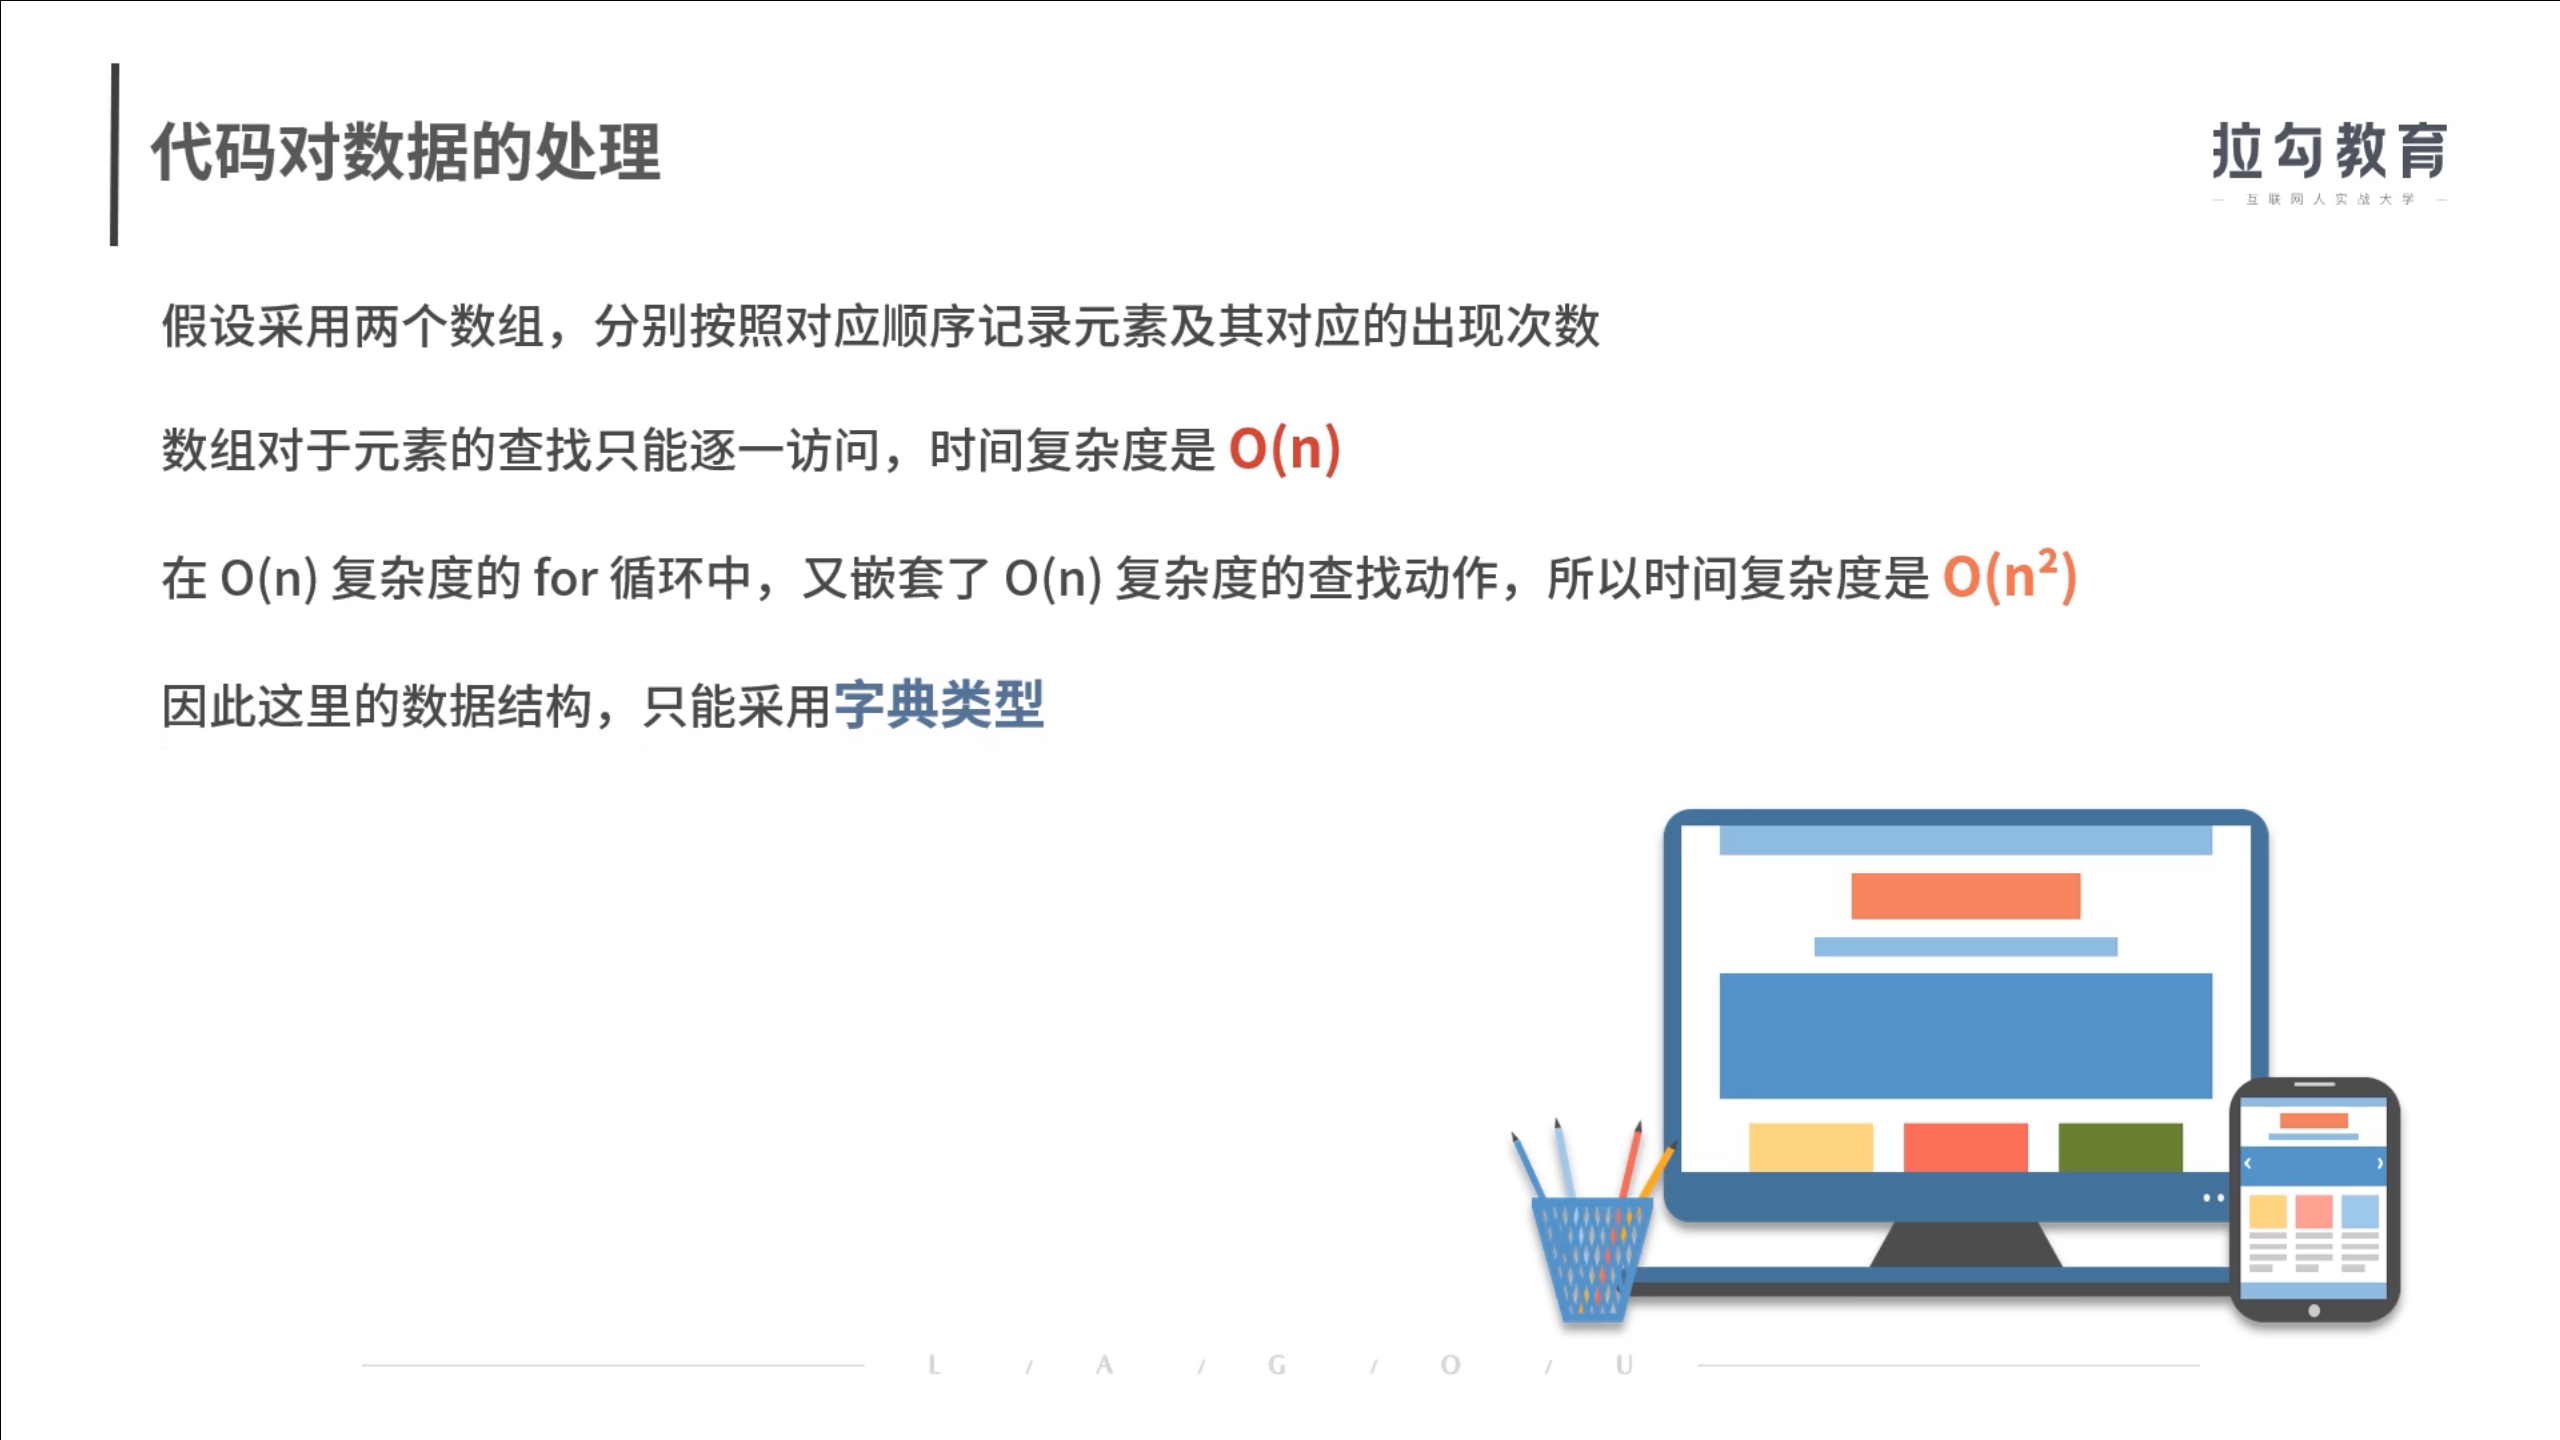 代码对数据的处理
拉勾教育
— 互联网人实战大学 —
假设采用两个数组，分别按照对应顺序记录元素及其对应的出现次数
数组对于元素的查找只能逐一访问，时间复杂度是 O(n)
在 O(n) 复杂度的 for 循环中，又嵌套了 O(n) 复杂度的查找动作，所以时间复杂度是 O(n²)
因此这里的数据结构，只能采用字典类型
L / A / G / O / U